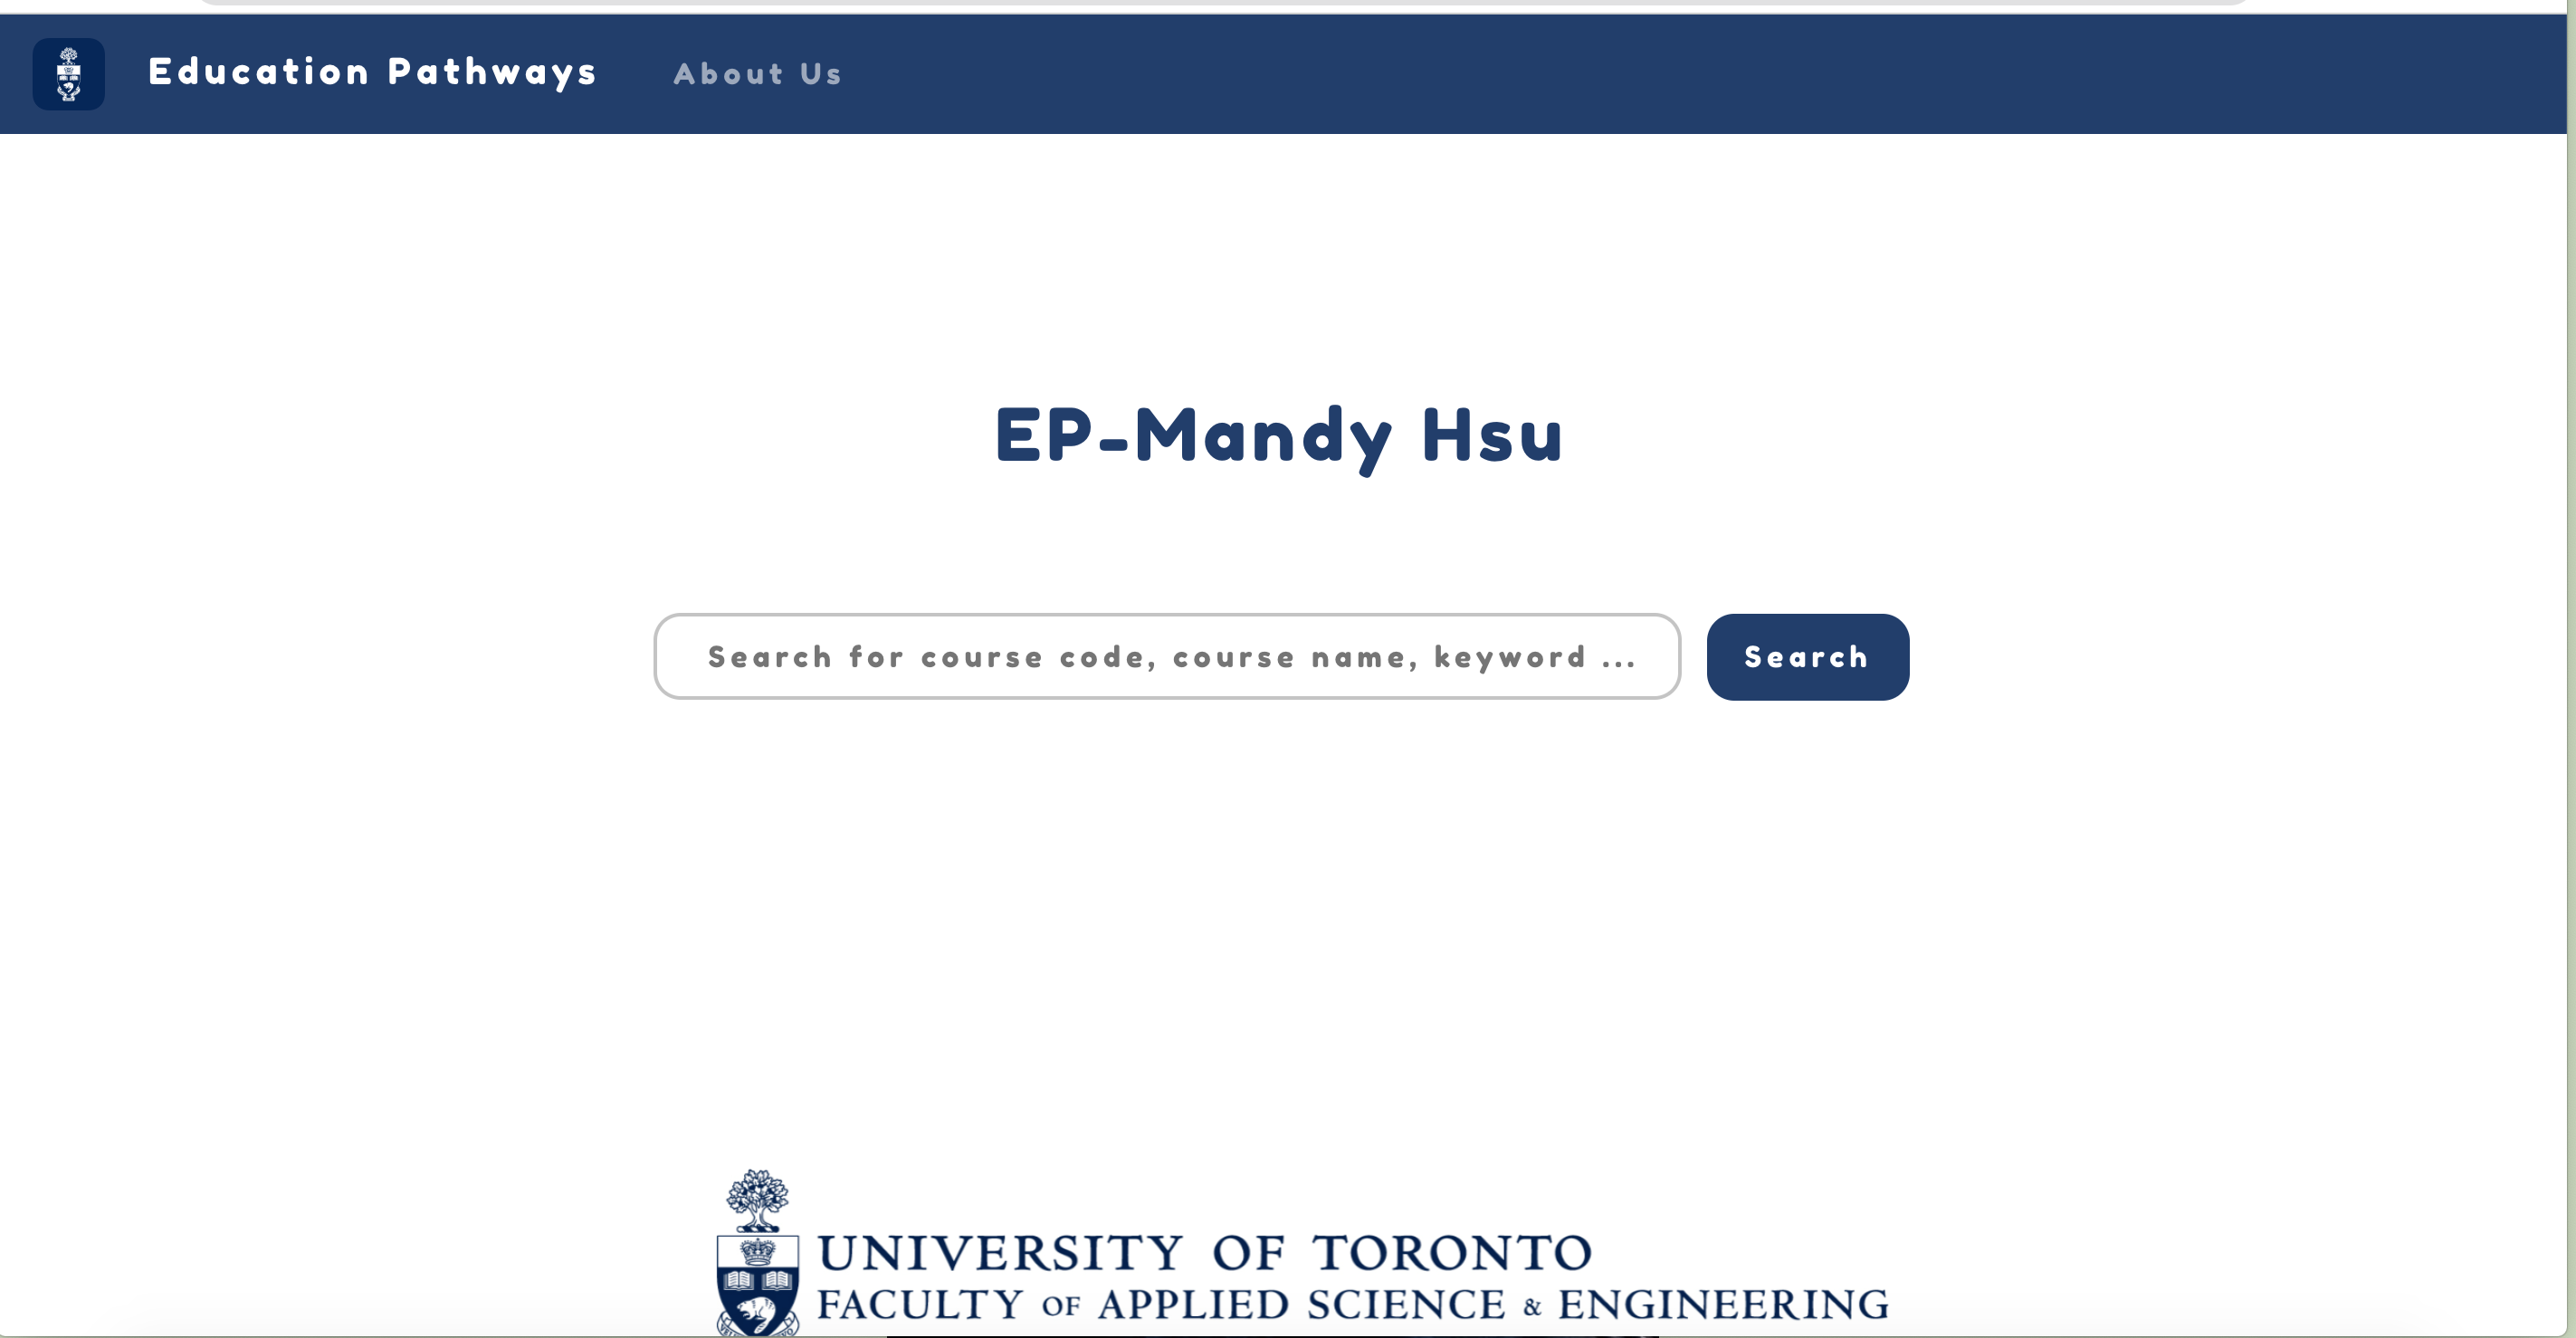 Education Pathways
About Us
EP-Mandy Hsu
Search for course code, course name, keyword ...
Search
UNIVERSITY OF TORONTO
FACULTY OF APPLIED SCIENCE & ENGINEERING